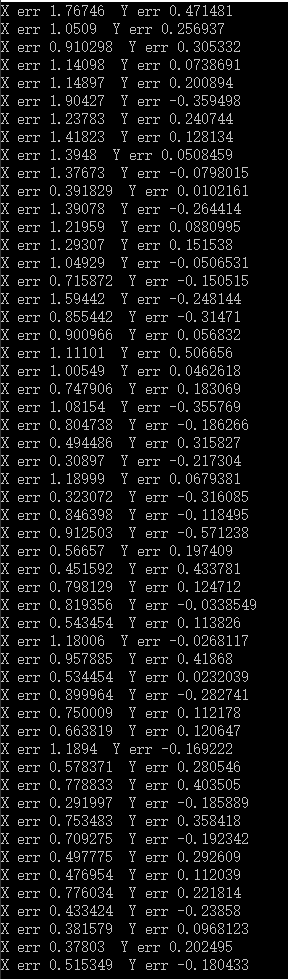 X err 1.76746  Y err 0.471481
X err 1.0509  Y err 0.256937
X err 0.910298  Y err 0.305332
X err 1.14098  Y err 0.0738691
X err 1.14897  Y err 0.200894
X err 1.90427  Y err -0.359498
X err 1.23783  Y err 0.240744
X err 1.41823  Y err 0.128134
X err 1.3948  Y err 0.0508459
X err 1.37673  Y err -0.0798015
X err 0.391829  Y err 0.0102161
X err 1.39078  Y err -0.264414
X err 1.21959  Y err 0.0880995
X err 1.29307  Y err 0.151538
X err 1.04929  Y err -0.0506531
X err 0.715872  Y err -0.150515
X err 1.59442  Y err -0.248144
X err 0.855442  Y err -0.31471
X err 0.900966  Y err 0.056832
X err 1.11101  Y err 0.506656
X err 1.00549  Y err 0.0462618
X err 0.747906  Y err 0.183069
X err 1.08154  Y err -0.355769
X err 0.804738  Y err -0.186266
X err 0.494486  Y err 0.315827
X err 0.30897  Y err -0.217304
X err 1.18999  Y err 0.0679381
X err 0.323072  Y err -0.316085
X err 0.846398  Y err -0.118495
X err 0.912503  Y err -0.571238
X err 0.56657  Y err 0.197409
X err 0.451592  Y err 0.433781
X err 0.798129  Y err 0.124712
X err 0.819356  Y err -0.0338549
X err 0.543454  Y err 0.113826
X err 1.18006  Y err -0.0268117
X err 0.957885  Y err 0.41868
X err 0.534454  Y err 0.0232039
X err 0.899964  Y err -0.282741
X err 0.750009  Y err 0.112178
X err 0.663819  Y err 0.120647
X err 1.1894  Y err -0.169222
X err 0.578371  Y err 0.280546
X err 0.778833  Y err 0.403505
X err 0.291997  Y err -0.185889
X err 0.753483  Y err 0.358418
X err 0.709275  Y err -0.192342
X err 0.497775  Y err 0.292609
X err 0.476954  Y err 0.112039
X err 0.776034  Y err 0.221814
X err 0.433424  Y err -0.23858
X err 0.381579  Y err 0.0968123
X err 0.37803  Y err 0.202495
X err 0.515349  Y err -0.180433